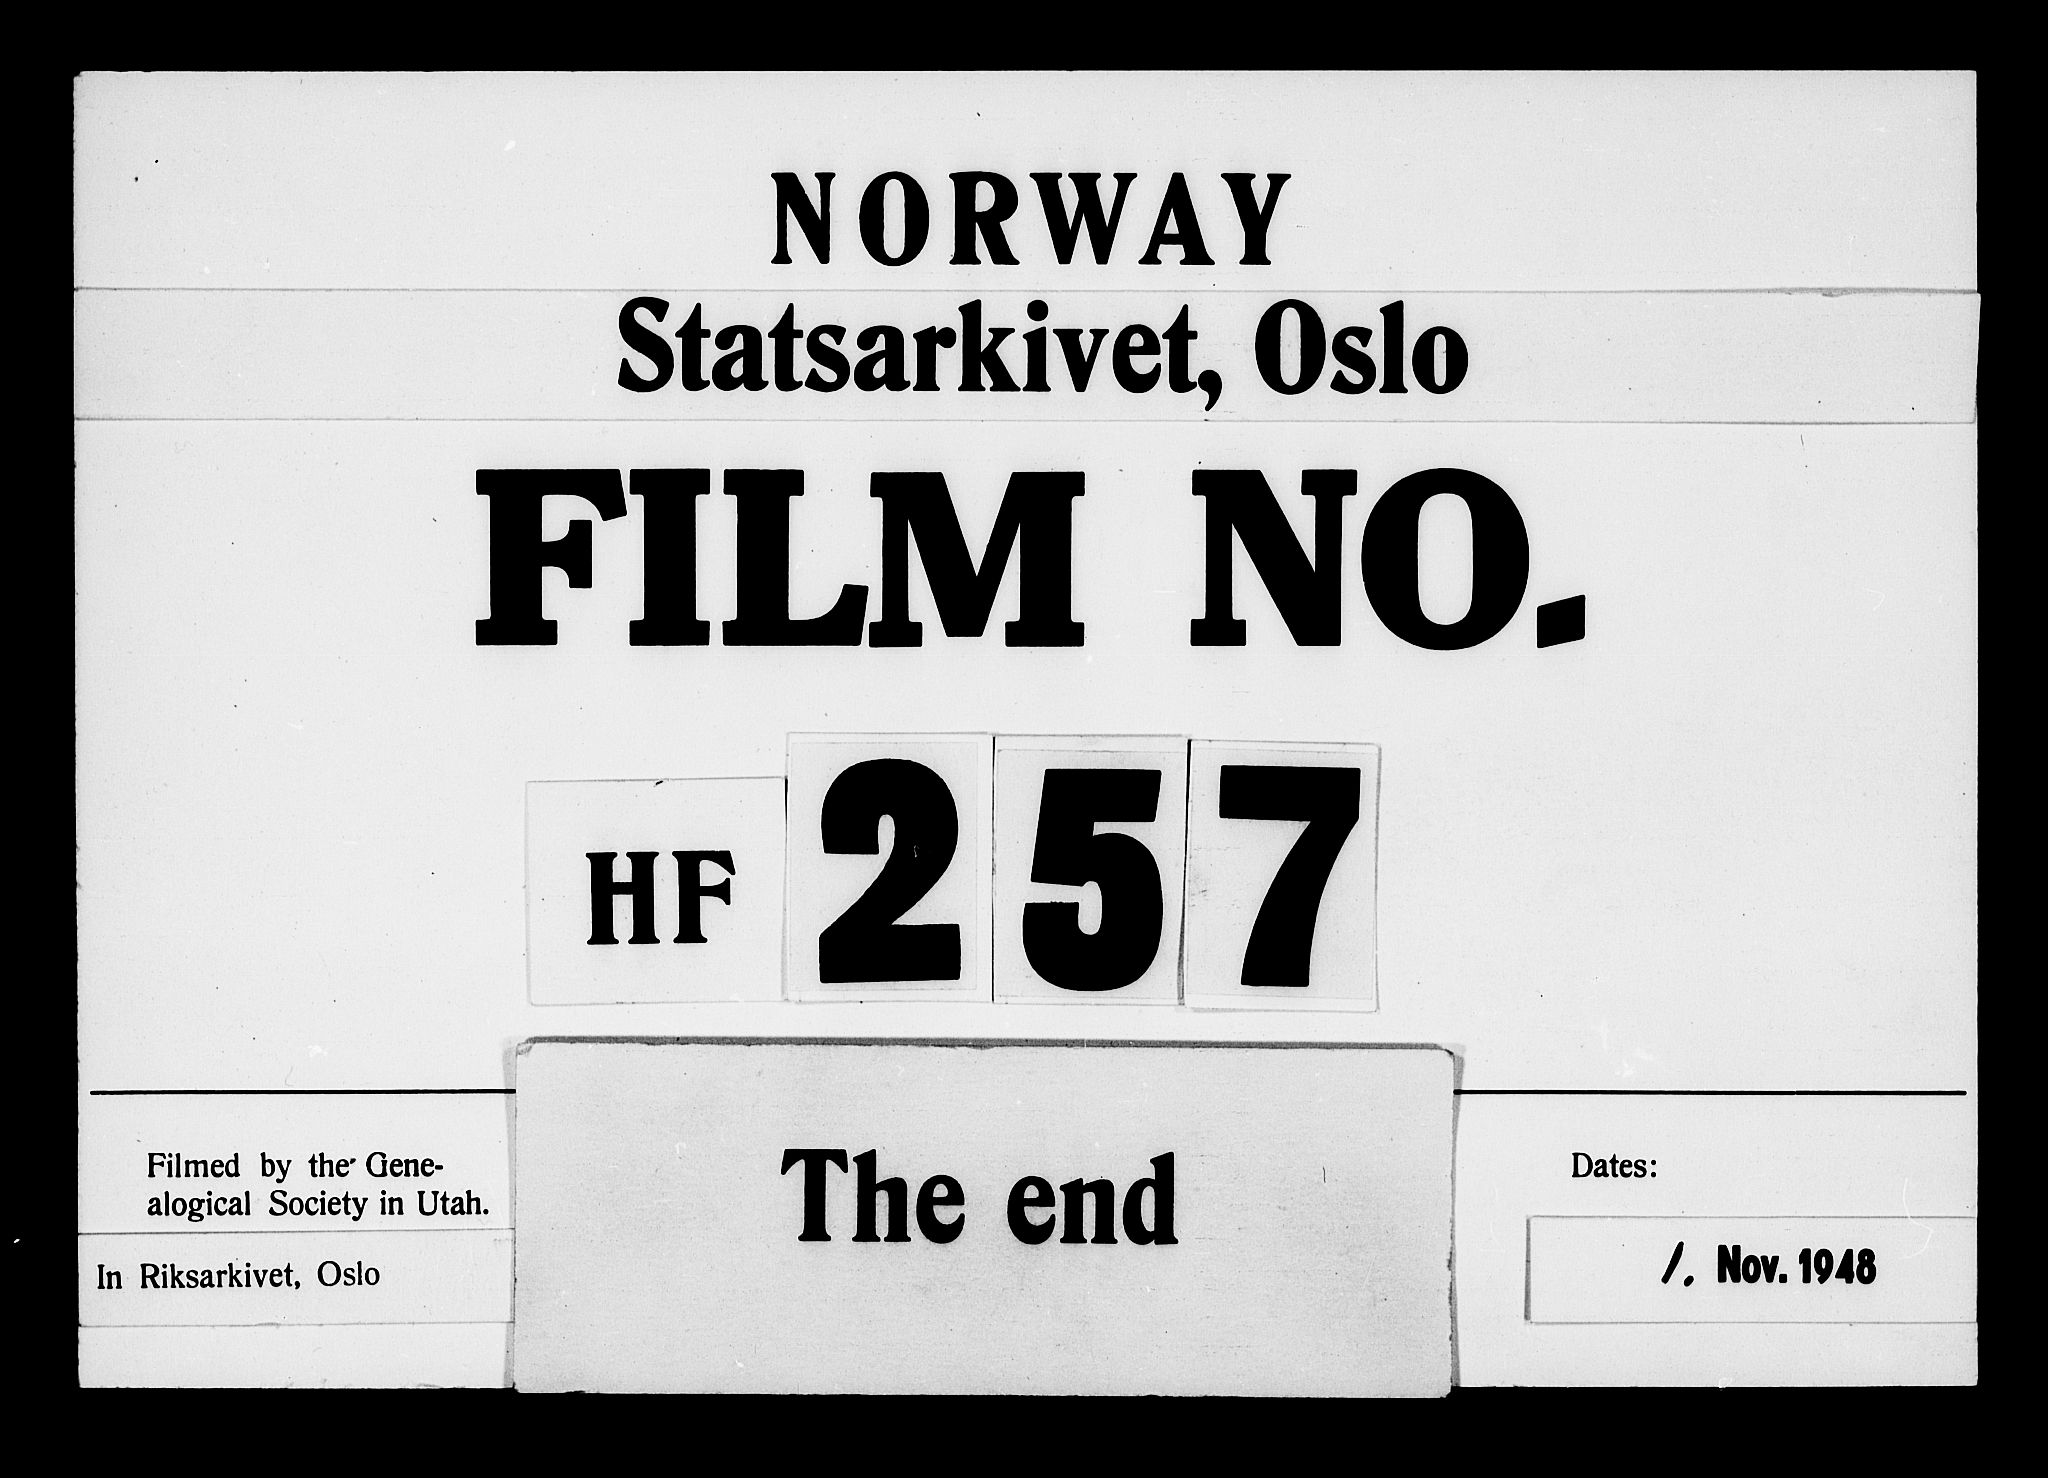 NORWAY
Statsarkivet, Oslo
FILM NO.
HF 257
Filmed by the Gene-
alogical Society in Utah.
In Riksarkivet, Oslo
The end
Dates:
1. Nov. 1948